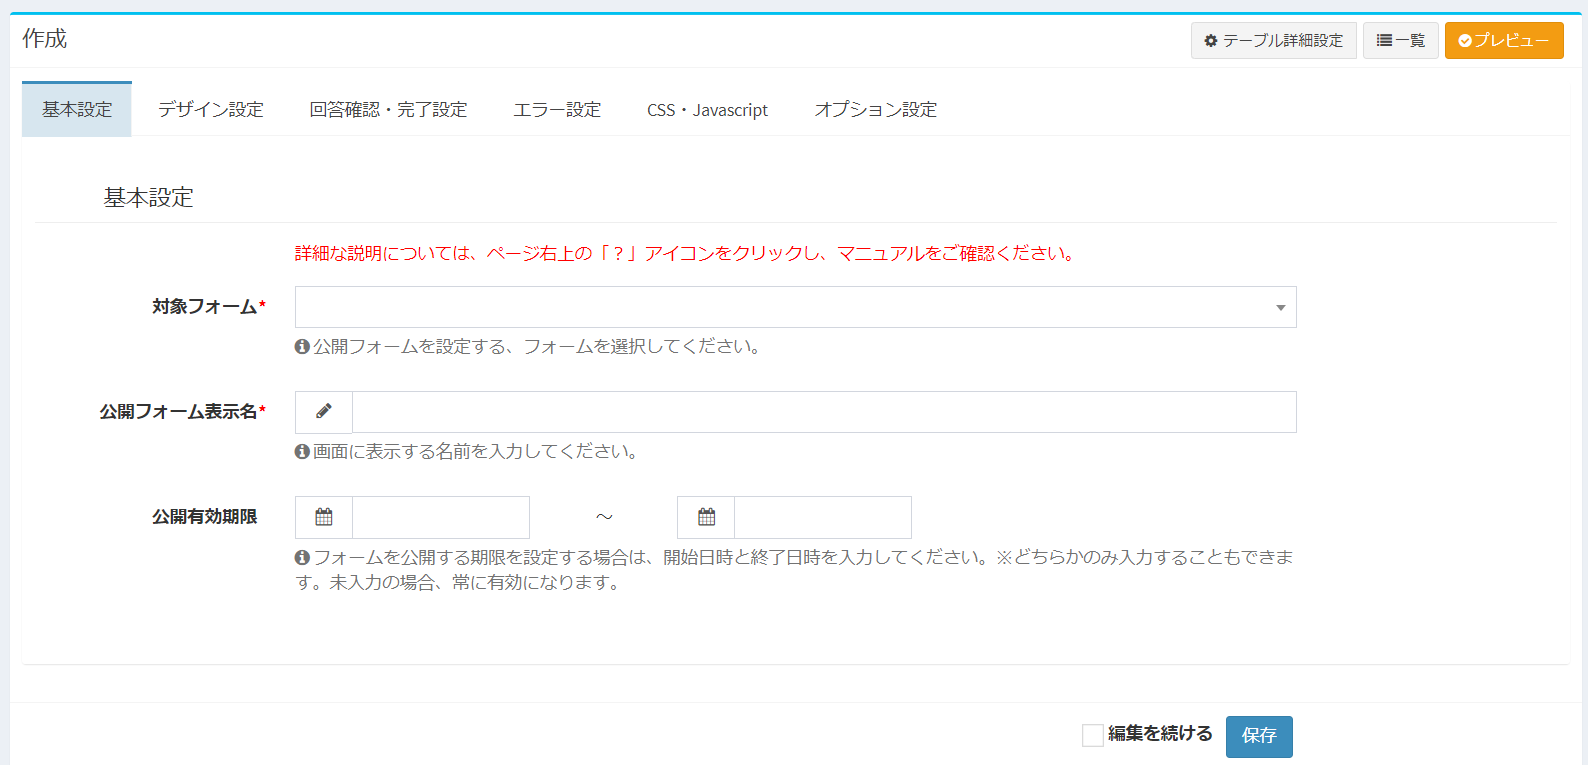 作成
テーブル詳細設定 一覧 プレビュー
基本設定 デザイン設定 回答確認・完了設定 エラー設定 CSS・Javascript オプション設定
基本設定
詳細な説明については、ページ右上の「？」アイコンをクリックし、マニュアルをご確認ください。
対象フォーム*
公開フォームを設定する、フォームを選択してください。
公開フォーム表示名*
画面に表示する名前を入力してください。
公開有効期限 ～
フォームを公開する期限を設定する場合は、開始日時と終了日時を入力してください。※どちらかのみ入力することもできま
す。未入力の場合、常に有効になります。
編集を続ける 保存